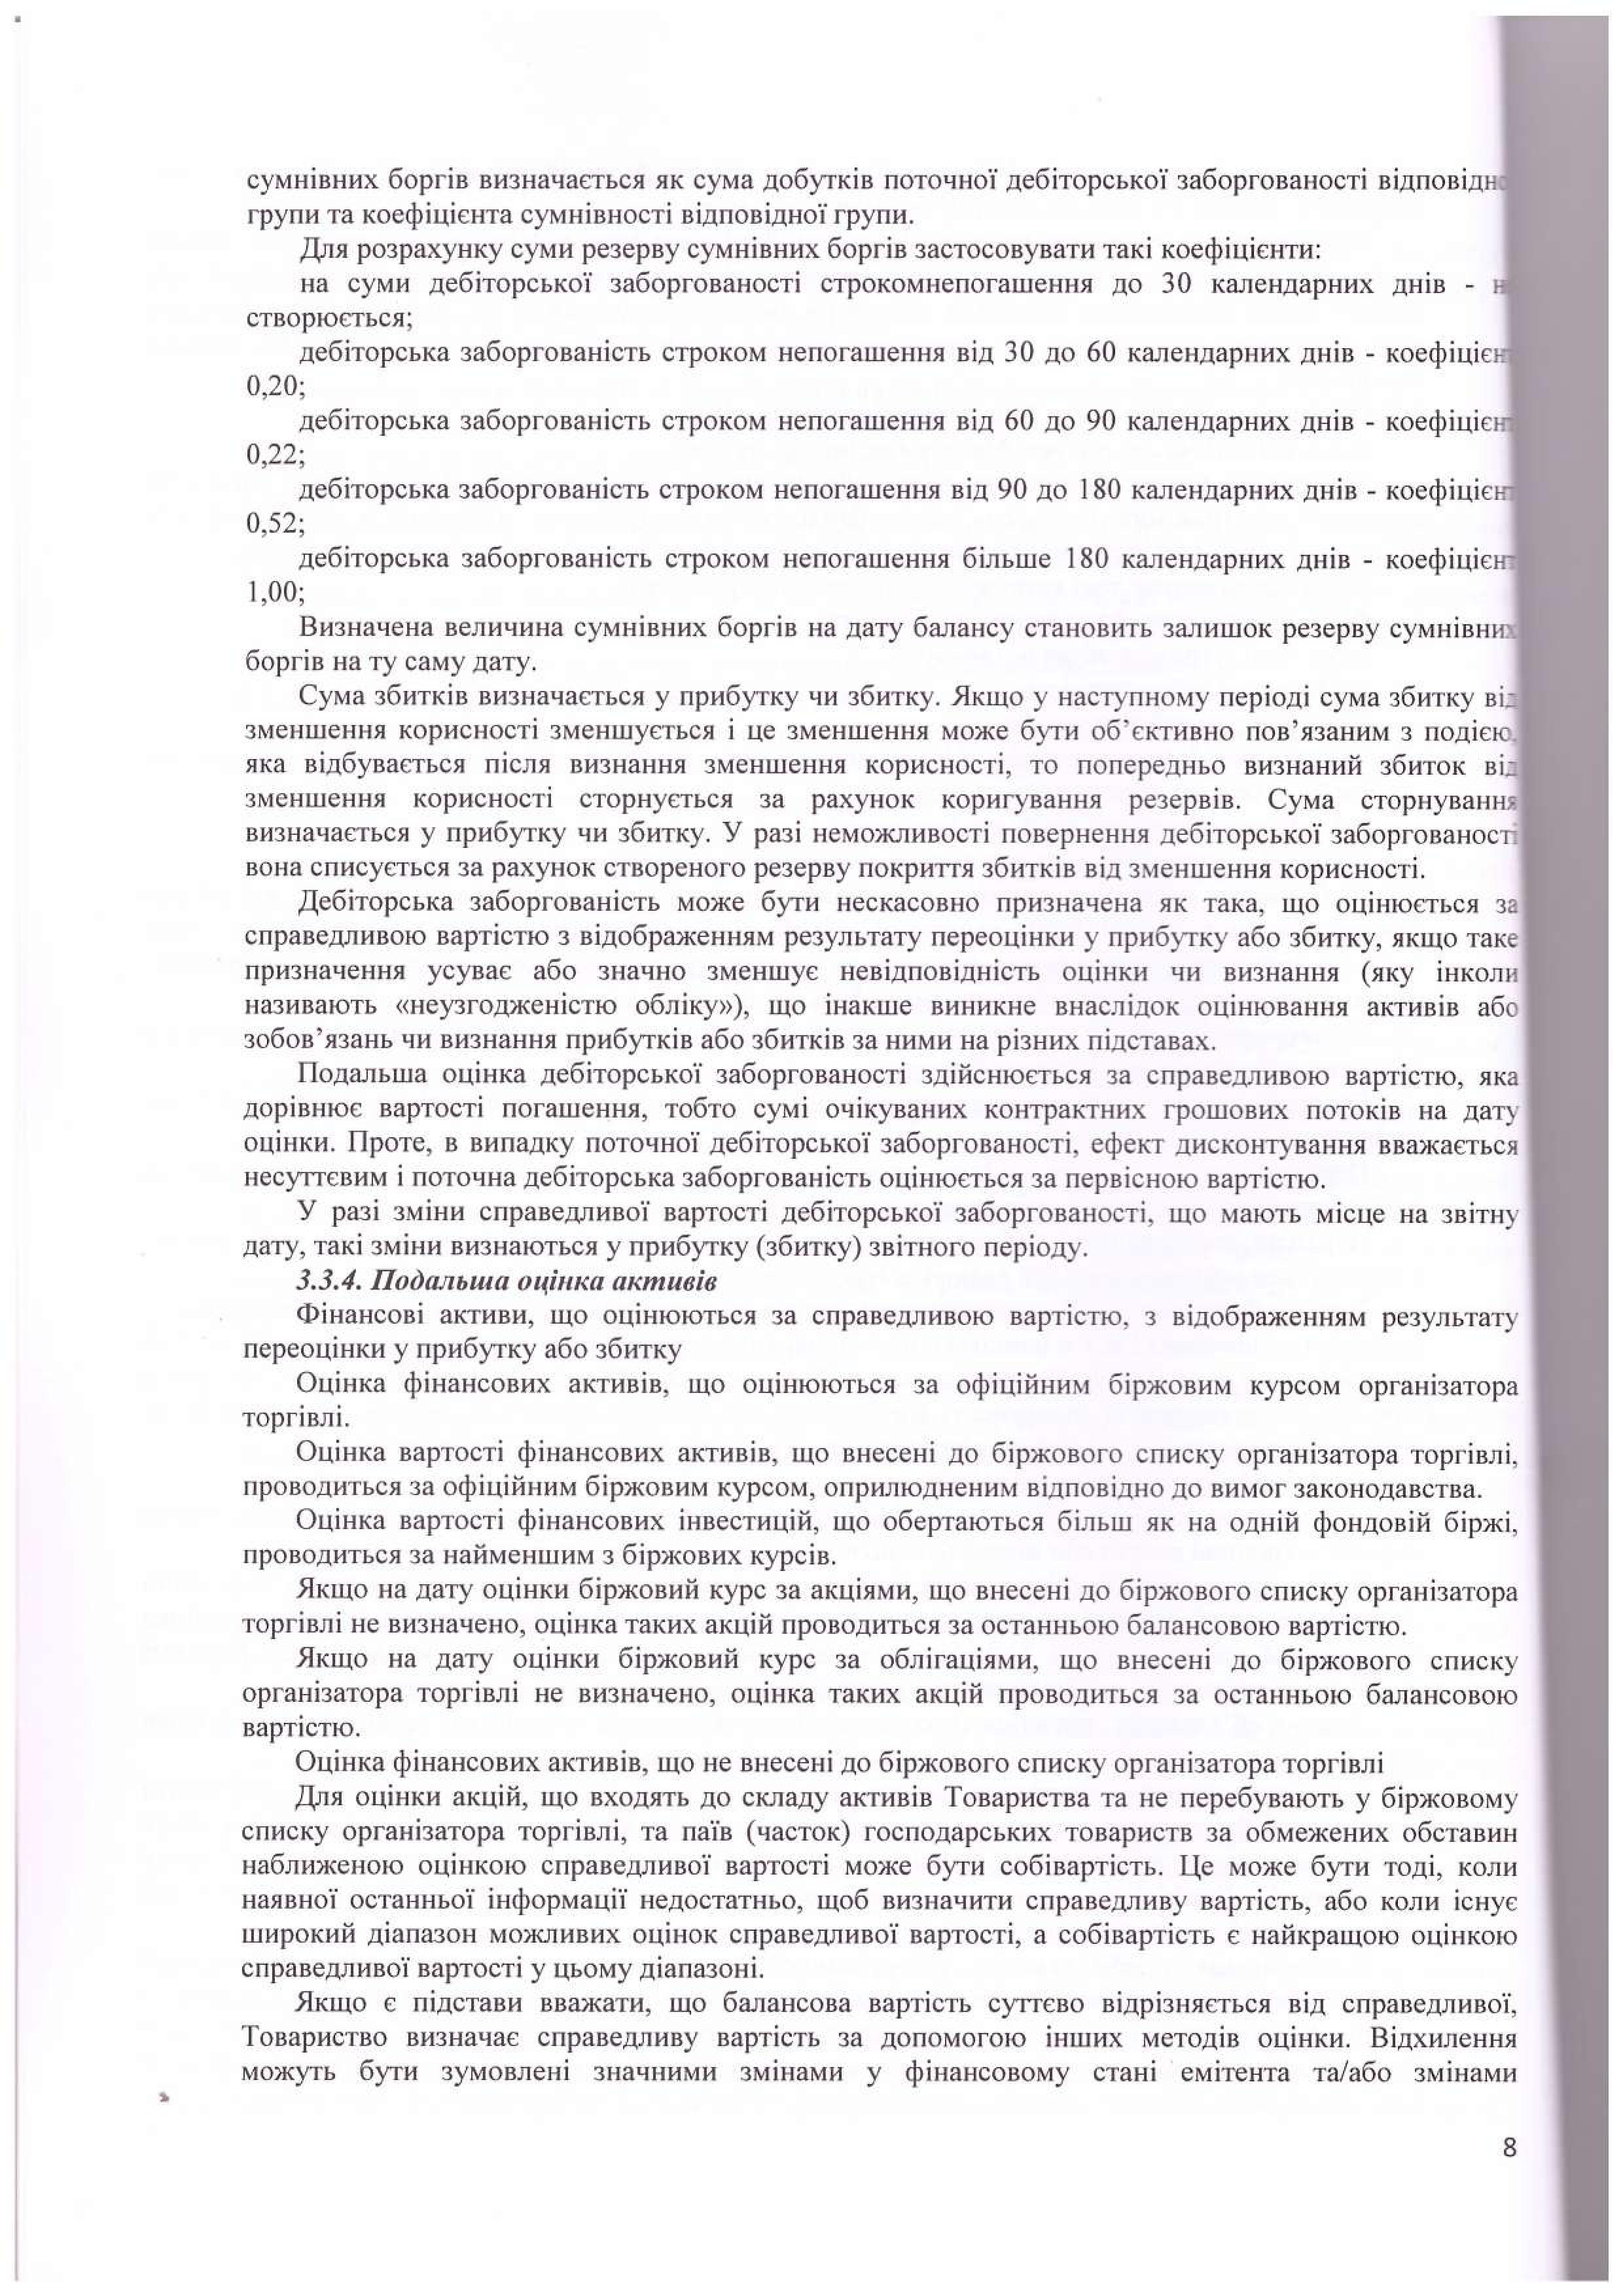 сумнівних боргів визначається як сума добутків поточної дебіторської заборгованості відповідно
групи та коефіцієнта сумнівності відповідної групи.
Для розрахунку суми резерву сумнівних боргів застосовувати такі коефіцієнти:
на суми дебіторської заборгованості строкомнепогашення до 30 календарних днів -
створюється;
дебіторська заборгованість строком непогашення від 30 до 60 календарних днів - коефіцієнт
0,20;
дебіторська заборгованість строком непогашення від 60 до 90 календарних днів - коефіцієнт
0,22;
дебіторська заборгованість строком непогашення від 90 до 180 календарних днів - коефіцієнт
0,52;
дебіторська заборгованість строком непогашення більше 180 календарних днів - коефіцієнт
1,00;
Визначена величина сумнівних боргів на дату балансу становить залишок резерву сумнівних
боргів на ту саму дату.
Сума збитків визначається у прибутку чи збитку. Якщо у наступному періоді сума збитку від
зменшення корисності зменшується і це зменшення може бути об’єктивно пов’язаним з подією,
яка відбувається після визнання зменшення корисності, то попередньо визнаний збиток від
зменшення корисності сторнується за рахунок коригування резервів. Сума сторнування
визначається у прибутку чи збитку. У разі неможливості повернення дебіторської заборгованості
вона списується за рахунок створеного резерву покриття збитків від зменшення корисності.
Дебіторська заборгованість може бути нескасовно призначена як така, що оцінюється за
справедливою вартістю з відображенням результату переоцінки у прибутку або збитку, якщо таке
призначення усуває або значно зменшує невідповідність оцінки чи визнання (яку інколи
називають «неузгодженістю обліку»), що інакше виникне внаслідок оцінювання активів або
зобов’язань чи визнання прибутків або збитків за ними на різних підставах.
Подальша оцінка дебіторської заборгованості здійснюється за справедливою вартістю, яка
дорівнює вартості погашення, тобто сумі очікуваних контрактних грошових потоків на дату
оцінки. Проте, в випадку поточної дебіторської заборгованості, ефект дисконтування вважається
несуттєвим і поточна дебіторська заборгованість оцінюється за первісною вартістю.
У разі зміни справедливої вартості дебіторської заборгованості, що мають місце на звітну
дату, такі зміни визнаються у прибутку (збитку) звітного періоду.
3.3.4. Подальша оцінка активів
Фінансові активи, що оцінюються за справедливою вартістю, з відображенням результату
переоцінки у прибутку або збитку
Оцінка фінансових активів, що оцінюються за офіційним біржовим курсом організатора
торгівлі.
Оцінка вартості фінансових активів, що внесені до біржового списку організатора торгівлі,
проводиться за офіційним біржовим курсом, оприлюдненим відповідно до вимог законодавства.
Оцінка вартості фінансових інвестицій, що обертаються більш як на одній фондовій біржі,
проводиться за найменшим з біржових курсів.
Якщо на дату оцінки біржовий курс за акціями, що внесені до біржового списку організатора
торгівлі не визначено, оцінка таких акцій проводиться за останньою балансовою вартістю.
Якщо на дату оцінки біржовий курс за облігаціями, що внесені до біржового списку
організатора торгівлі не визначено, оцінка таких акцій проводиться за останньою балансовою
вартістю.
Оцінка фінансових активів, що не внесені до біржового списку організатора торгівлі
Для оцінки акцій, що входять до складу активів Товариства та не перебувають у біржовому
списку організатора торгівлі, та паїв (часток) господарських товариств за обмежених обставин
наближеною оцінкою справедливої вартості може бути собівартість. Це може бути тоді, коли
наявної останньої інформації недостатньо, щоб визначити справедливу вартість, або коли існує
широкий діапазон можливих оцінок справедливої вартості, а собівартість є найкращою оцінкою
справедливої вартості у цьому діапазоні.
Якщо є підстави вважати, що балансова вартість суттєво відрізняється від справедливої,
Товариство визначає справедливу вартість за допомогою інших методів оцінки. Відхилення
можуть бути зумовлені значними змінами у фінансовому стані емітента та/або змінами
8